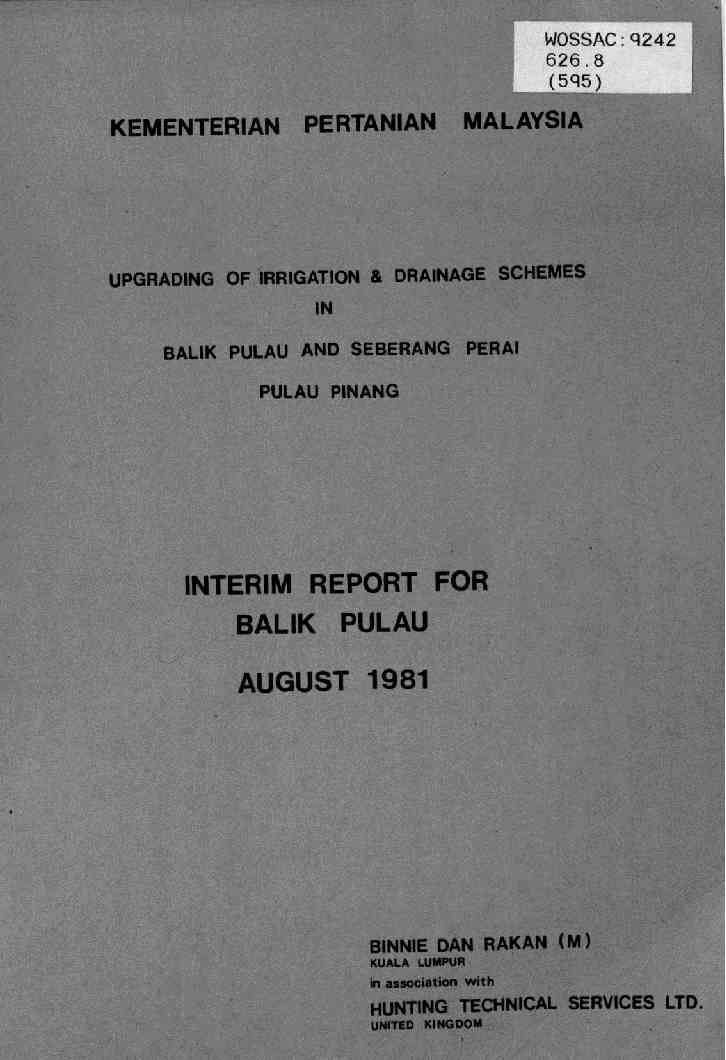 WOSSAC:9242
626.8
(595)
KEMENTERIAN PERTANIAN MALAYSIA
UPGRADING OF IRRIGATION & DRAINAGE SCHEMES
IN
BALIK PULAU AND SEBERANG PERAI
PULAU PINANG
INTERIM REPORT FOR
BALIK PULAU
AUGUST 1981
BINNIE DAN RAKAN (M)
KUALA LUMPUR
in association with
HUNTING TECHNICAL SERVICES LTD.
UNITED KINGDOM